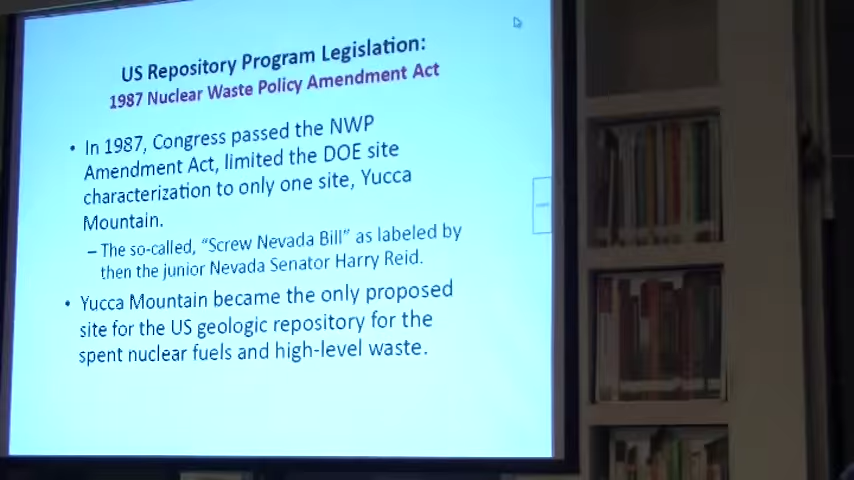 US Repository Program Legislation:
1987 Nuclear Waste Policy Amendment Act
• In 1987, Congress passed the NWP
Amendment Act, limited the DOE site
characterization to only one site, Yucca
Mountain.
– The so-called, “Screw Nevada Bill” as labeled by
then the junior Nevada Senator Harry Reid.
• Yucca Mountain became the only proposed
site for the US geologic repository for the
spent nuclear fuels and high-level waste.